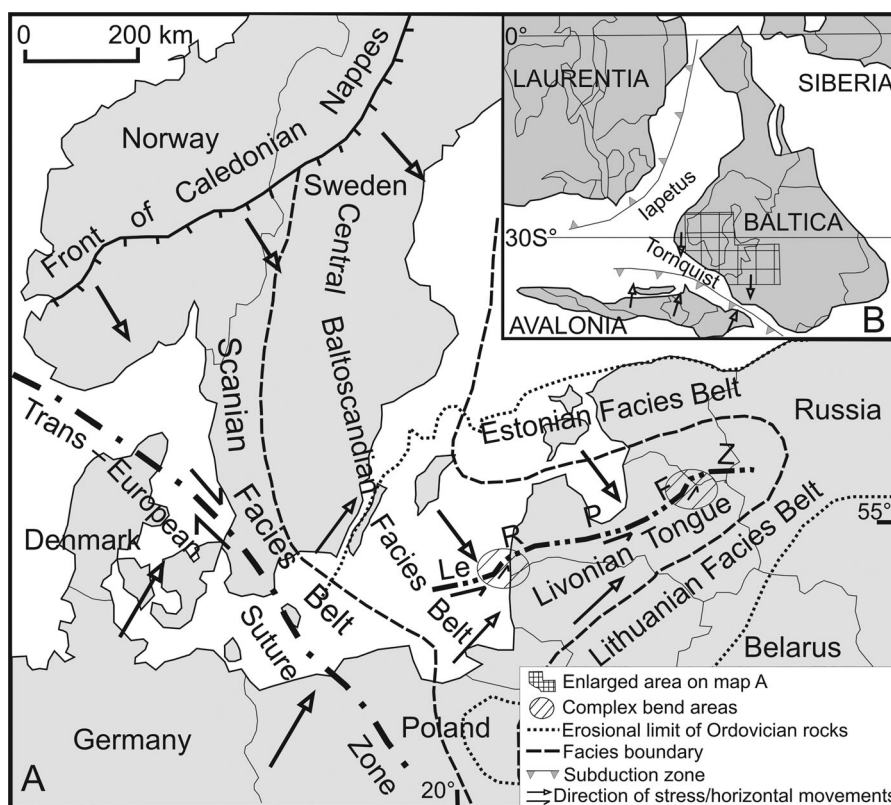 0 200 km
Norway
Front of Caledonian Nappes
Sweden
Central Baltoscandian
Facies
Belt
Scanian
Facies
Belt
Trans - European
Suture
Zone
Denmark
Germany
Poland
20°
A
Estonian Facies Belt
Russia
Le R P F Z
Livonian Tongue
Lithuanian Facies Belt
55°
Belarus
0°
LAURENTIA
SIBERIA
Iapetus
BALTICA
30S°
Tornquist
AVALONIA
B
Enlarged area on map A
Complex bend areas
Erosional limit of Ordovician rocks
Facies boundary
Subduction zone
Direction of stress/horizontal movements